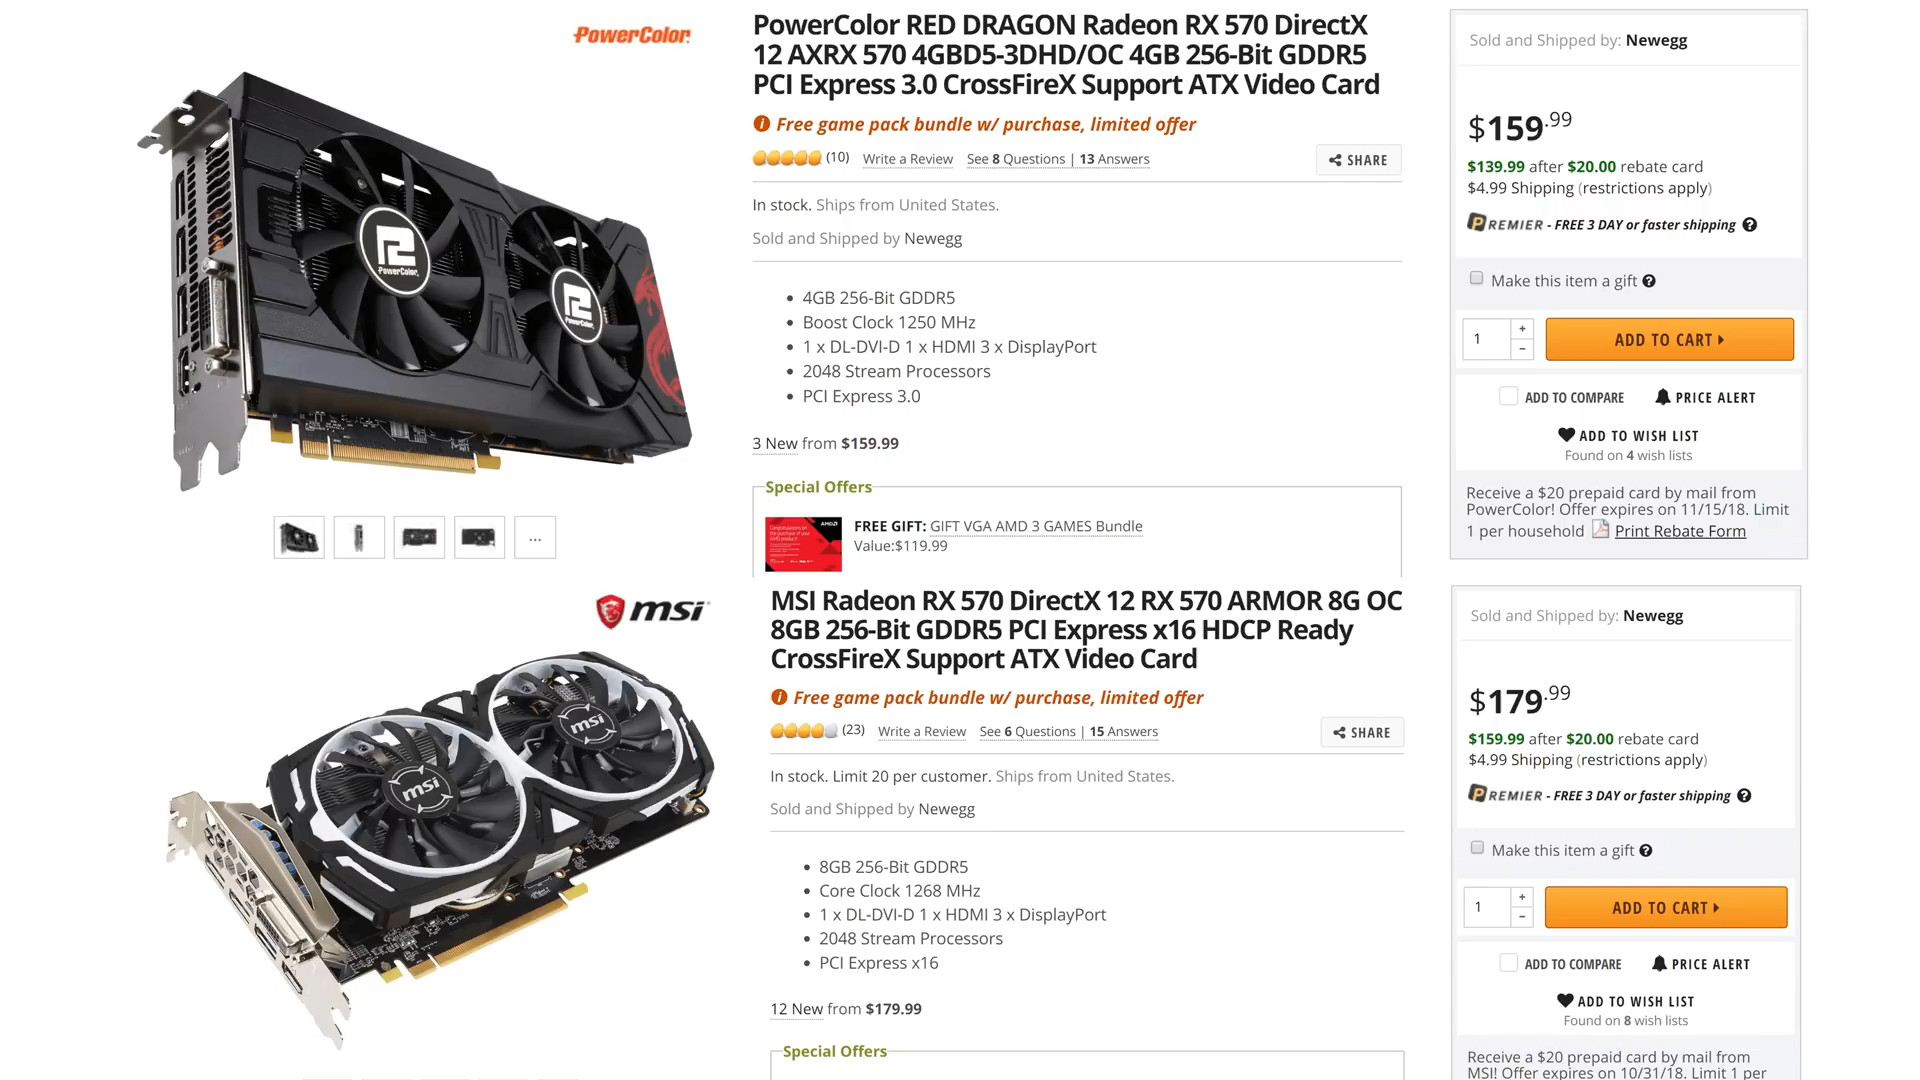 PowerColor
PowerColor RED DRAGON Radeon RX 570 DirectX
12 AXRX 570 4GBD5-3DHD/OC 4GB 256-Bit GDDR5
PCI Express 3.0 CrossFireX Support ATX Video Card
Free game pack bundle w/ purchase, limited offer
(10) Write a Review See 8 Questions | 13 Answers
SHARE
In stock. Ships from United States.
Sold and Shipped by Newegg
4GB 256-Bit GDDR5
Boost Clock 1250 MHz
1 x DL-DVI-D 1 x HDMI 3 x DisplayPort
2048 Stream Processors
PCI Express 3.0
3 New from $159.99
Special Offers
FREE GIFT: GIFT VGA AMD 3 GAMES Bundle
Value:$119.99
AMD
PowerColor
PowerColor
...
Sold and Shipped by: Newegg
$159.99
$139.99 after $20.00 rebate card
$4.99 Shipping (restrictions apply)
PREMIER - FREE 3 DAY or faster shipping ?
Make this item a gift ?
1 + -
ADD TO CART
ADD TO COMPARE
PRICE ALERT
ADD TO WISH LIST
Found on 4 wish lists
Receive a $20 prepaid card by mail from
PowerColor! Offer expires on 11/15/18. Limit
1 per household Print Rebate Form
msi
MSI Radeon RX 570 DirectX 12 RX 570 ARMOR 8G OC
8GB 256-Bit GDDR5 PCI Express x16 HDCP Ready
CrossFireX Support ATX Video Card
Free game pack bundle w/ purchase, limited offer
(23) Write a Review See 6 Questions | 15 Answers
SHARE
In stock. Limit 20 per customer. Ships from United States.
Sold and Shipped by Newegg
8GB 256-Bit GDDR5
Core Clock 1268 MHz
1 x DL-DVI-D 1 x HDMI 3 x DisplayPort
2048 Stream Processors
PCI Express x16
12 New from $179.99
Special Offers
msi
msi
Sold and Shipped by: Newegg
$179.99
$159.99 after $20.00 rebate card
$4.99 Shipping (restrictions apply)
PREMIER - FREE 3 DAY or faster shipping ?
Make this item a gift ?
1 + -
ADD TO CART
ADD TO COMPARE
PRICE ALERT
ADD TO WISH LIST
Found on 8 wish lists
Receive a $20 prepaid card by mail from
MSI! Offer expires on 10/31/18. Limit 1 per